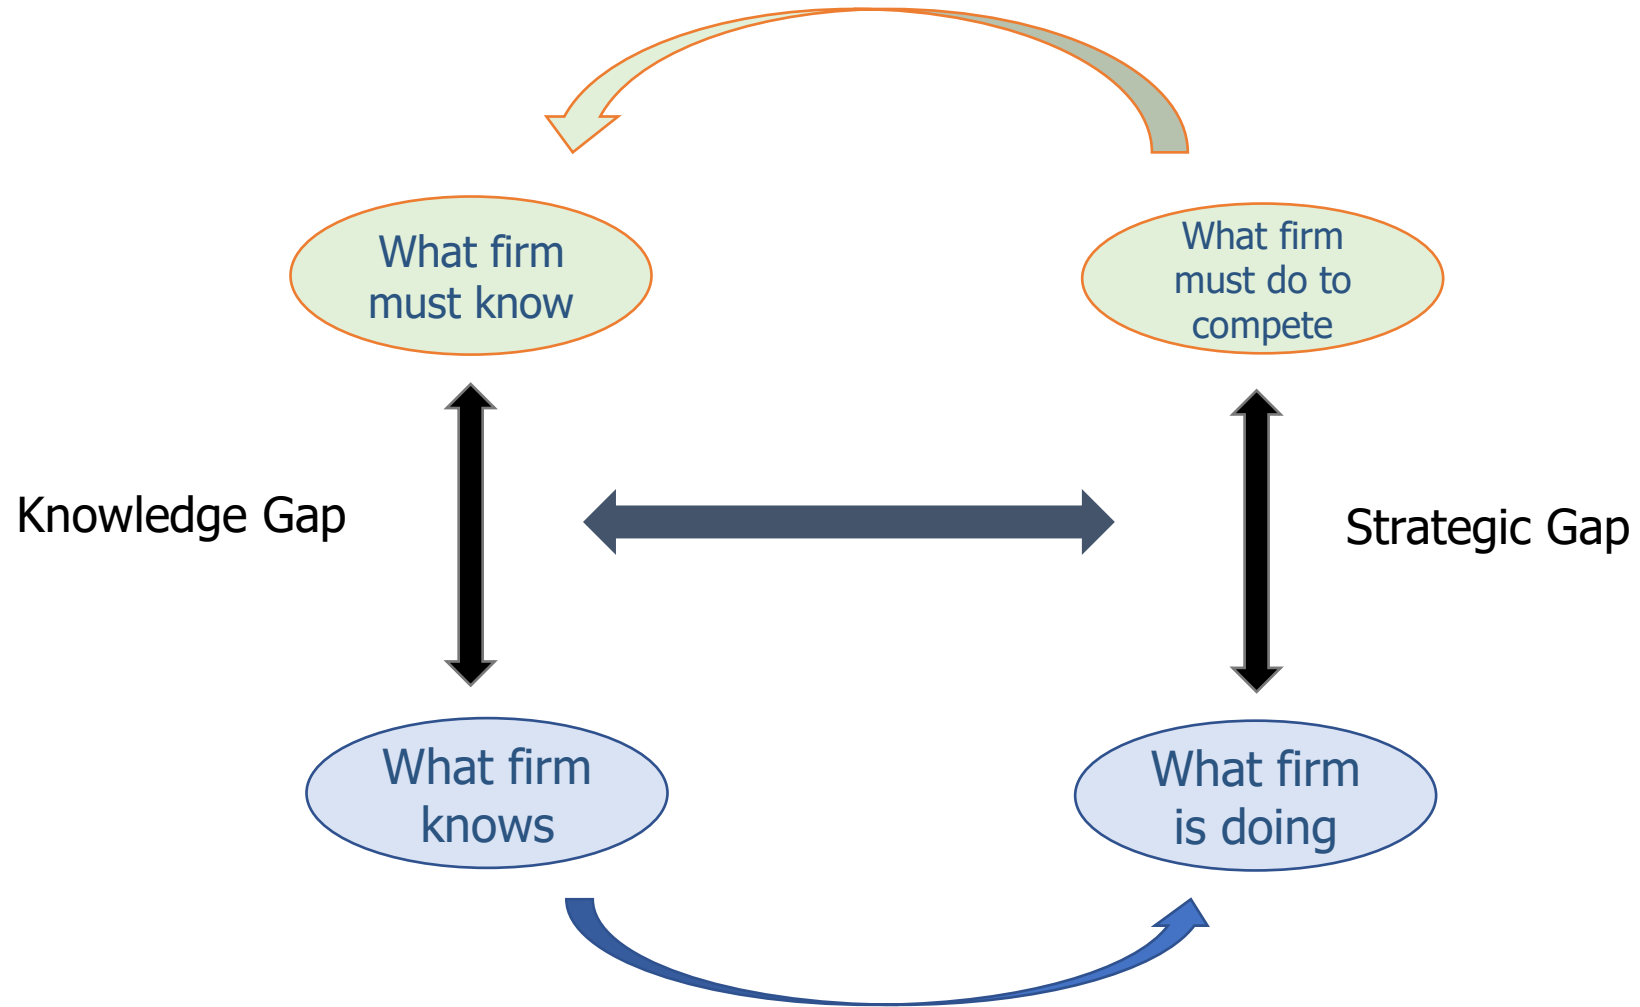 What firm
must know
What firm
must do to
compete
Knowledge Gap
Strategic Gap
What firm
knows
What firm
is doing